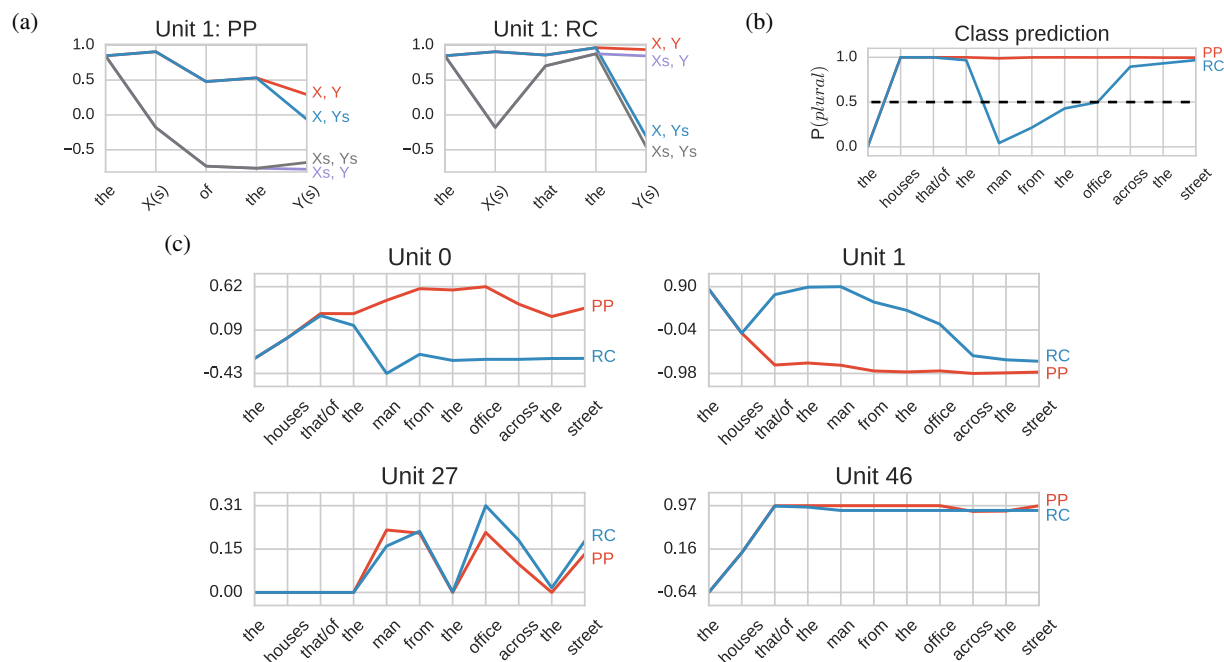 (a)
Unit 1: PP
1.0
0.5
0.0
−0.5
X, Y
X, Ys
Xs, Ys
Xs, Y
the
X(s)
of
the
Y(s)
Unit 1: RC
1.0
0.5
0.0
−0.5
X, Y
Xs, Y
X, Ys
Xs, Ys
the
X(s)
that
the
Y(s)
(b)
Class prediction
P(plural)
1.0
0.5
0.0
PP
RC
the
houses
that/of
the
man
from
the
office
across
the
street
(c)
Unit 0
0.62
0.09
-0.43
PP
RC
the
houses
that/of
the
man
from
the
office
across
the
street
Unit 1
0.90
-0.04
-0.98
RC
PP
the
houses
that/of
the
man
from
the
office
across
the
street
Unit 27
0.31
0.15
0.00
RC
PP
the
houses
that/of
the
man
from
the
office
across
the
street
Unit 46
0.97
0.16
-0.64
PP
RC
the
houses
that/of
the
man
from
the
office
across
the
street